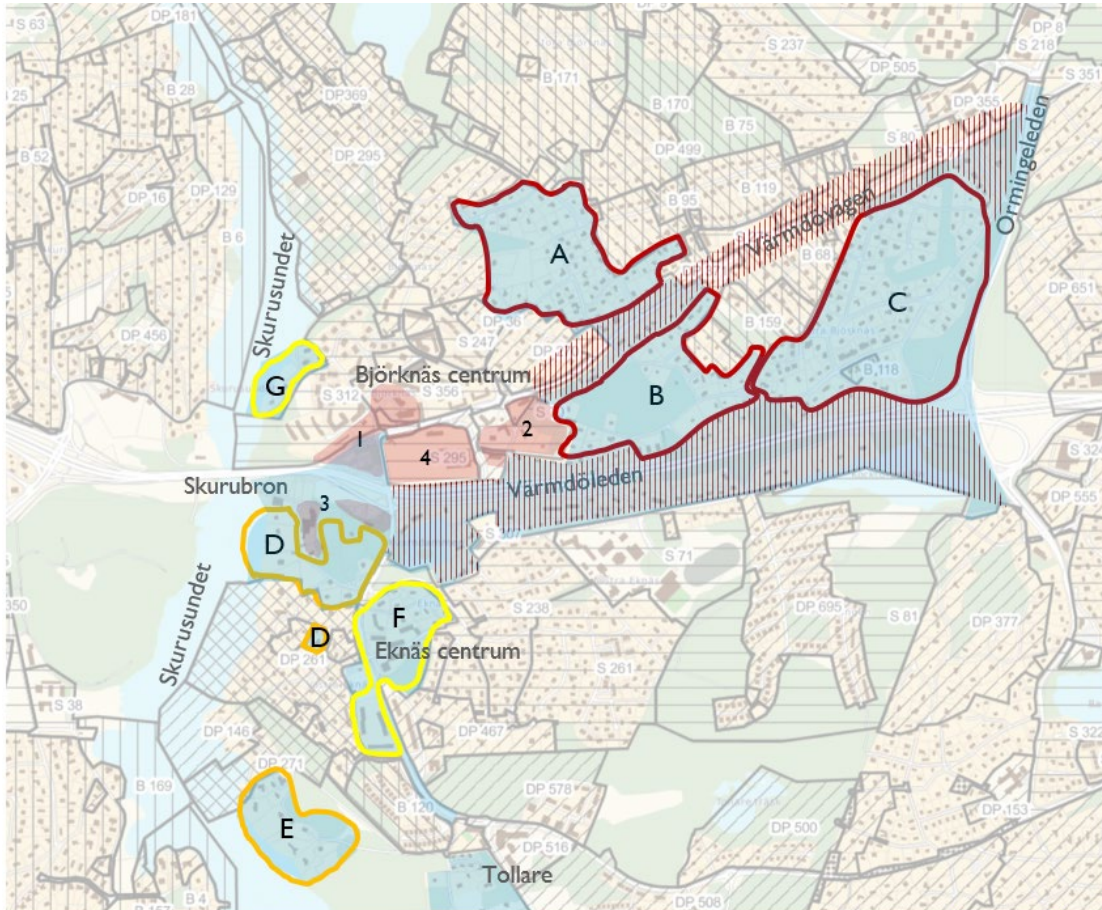 DP 181
S 63
DP 8
S 218
S 237
DP 505
S 351
B 171
B 28
DP369
B 170
DP 355
B 75
S 80
B 52
DP 295
DP 499
Ormingeleden
DP 129
B 119
DP 16
B 95
B 6
A
Värmdövägen
B 68
DP 651
C
Skurusundet
DP 36
DP 456
S 247
B 159
G
Björknäs centrum
B 118
B
S 312
S 356
1
2
4
S 295
S 324
Skurubron
Värmdöleden
3
DP 555
D
S 71
F
S 238
DP 695
S 81
DP 377
D
Eknäs centrum
Skurusundet
DP 261
S 261
S 38
DP 146
DP 467
S 322
DP 271
B 169
DP 578
B 120
DP 153
E
DP 500
DP 516
Tollare
B 4
DP 508